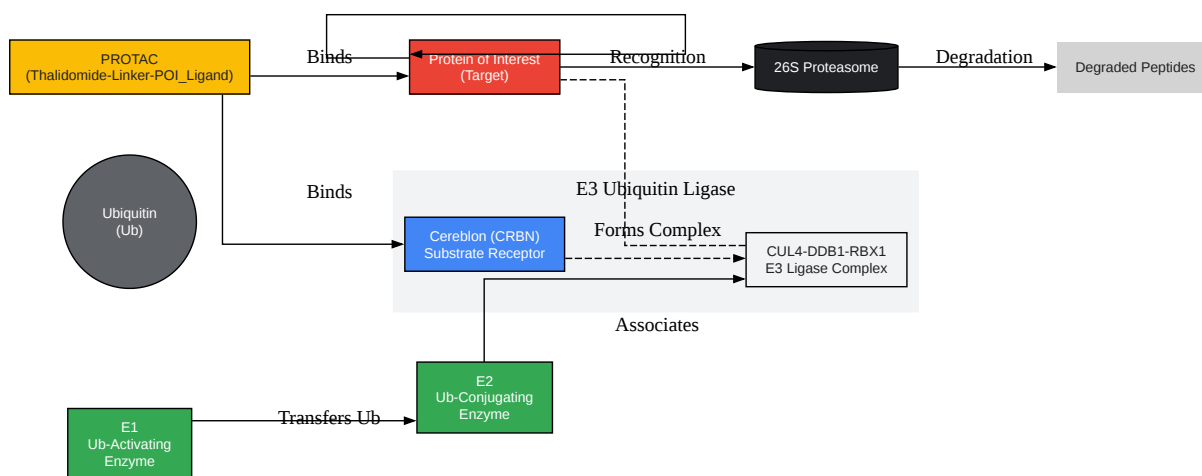 PROTAC
(Thalidomide-Linker-POI_Ligand)
Binds
Protein of Interest
(Target)
Recognition
26S Proteasome
Degradation
Degraded Peptides
Ubiquitin
(Ub)
Binds
E3 Ubiquitin Ligase
Cerebron (CRBN)
Substrate Receptor
Forms Complex
CUL4-DDB1-RBX1
E3 Ligase Complex
Associates
E2
Ub-Conjugating
Enzyme
Transfers Ub
E1
Ub-Activating
Enzyme